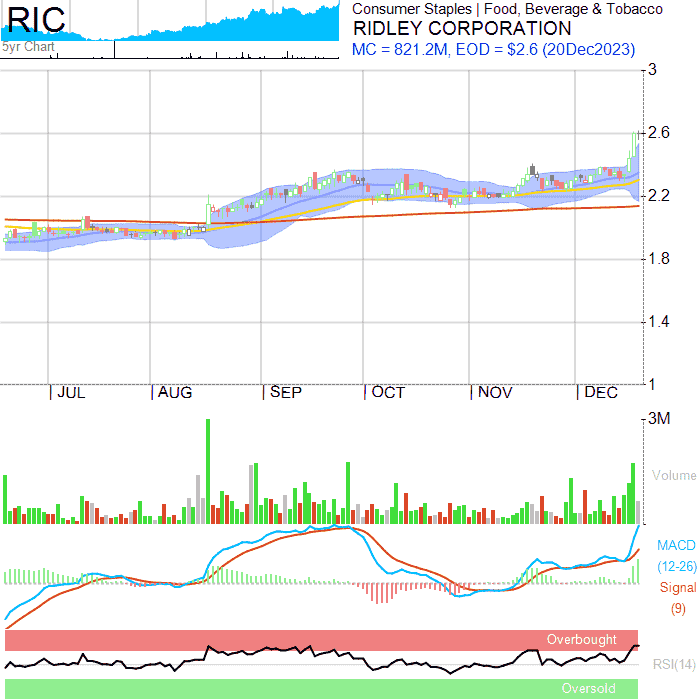 RIC
5yr Chart
Consumer Staples | Food, Beverage & Tobacco
RIDLEY CORPORATION
MC = 821.2M, EOD = $2.6 (20Dec2023)
3
2.6
2.2
1.8
1.4
1
JUL AUG SEP OCT NOV DEC
3M
Volume
MACD
(12-26)
Signal
(9)
Overbought
RSI(14)
Oversold